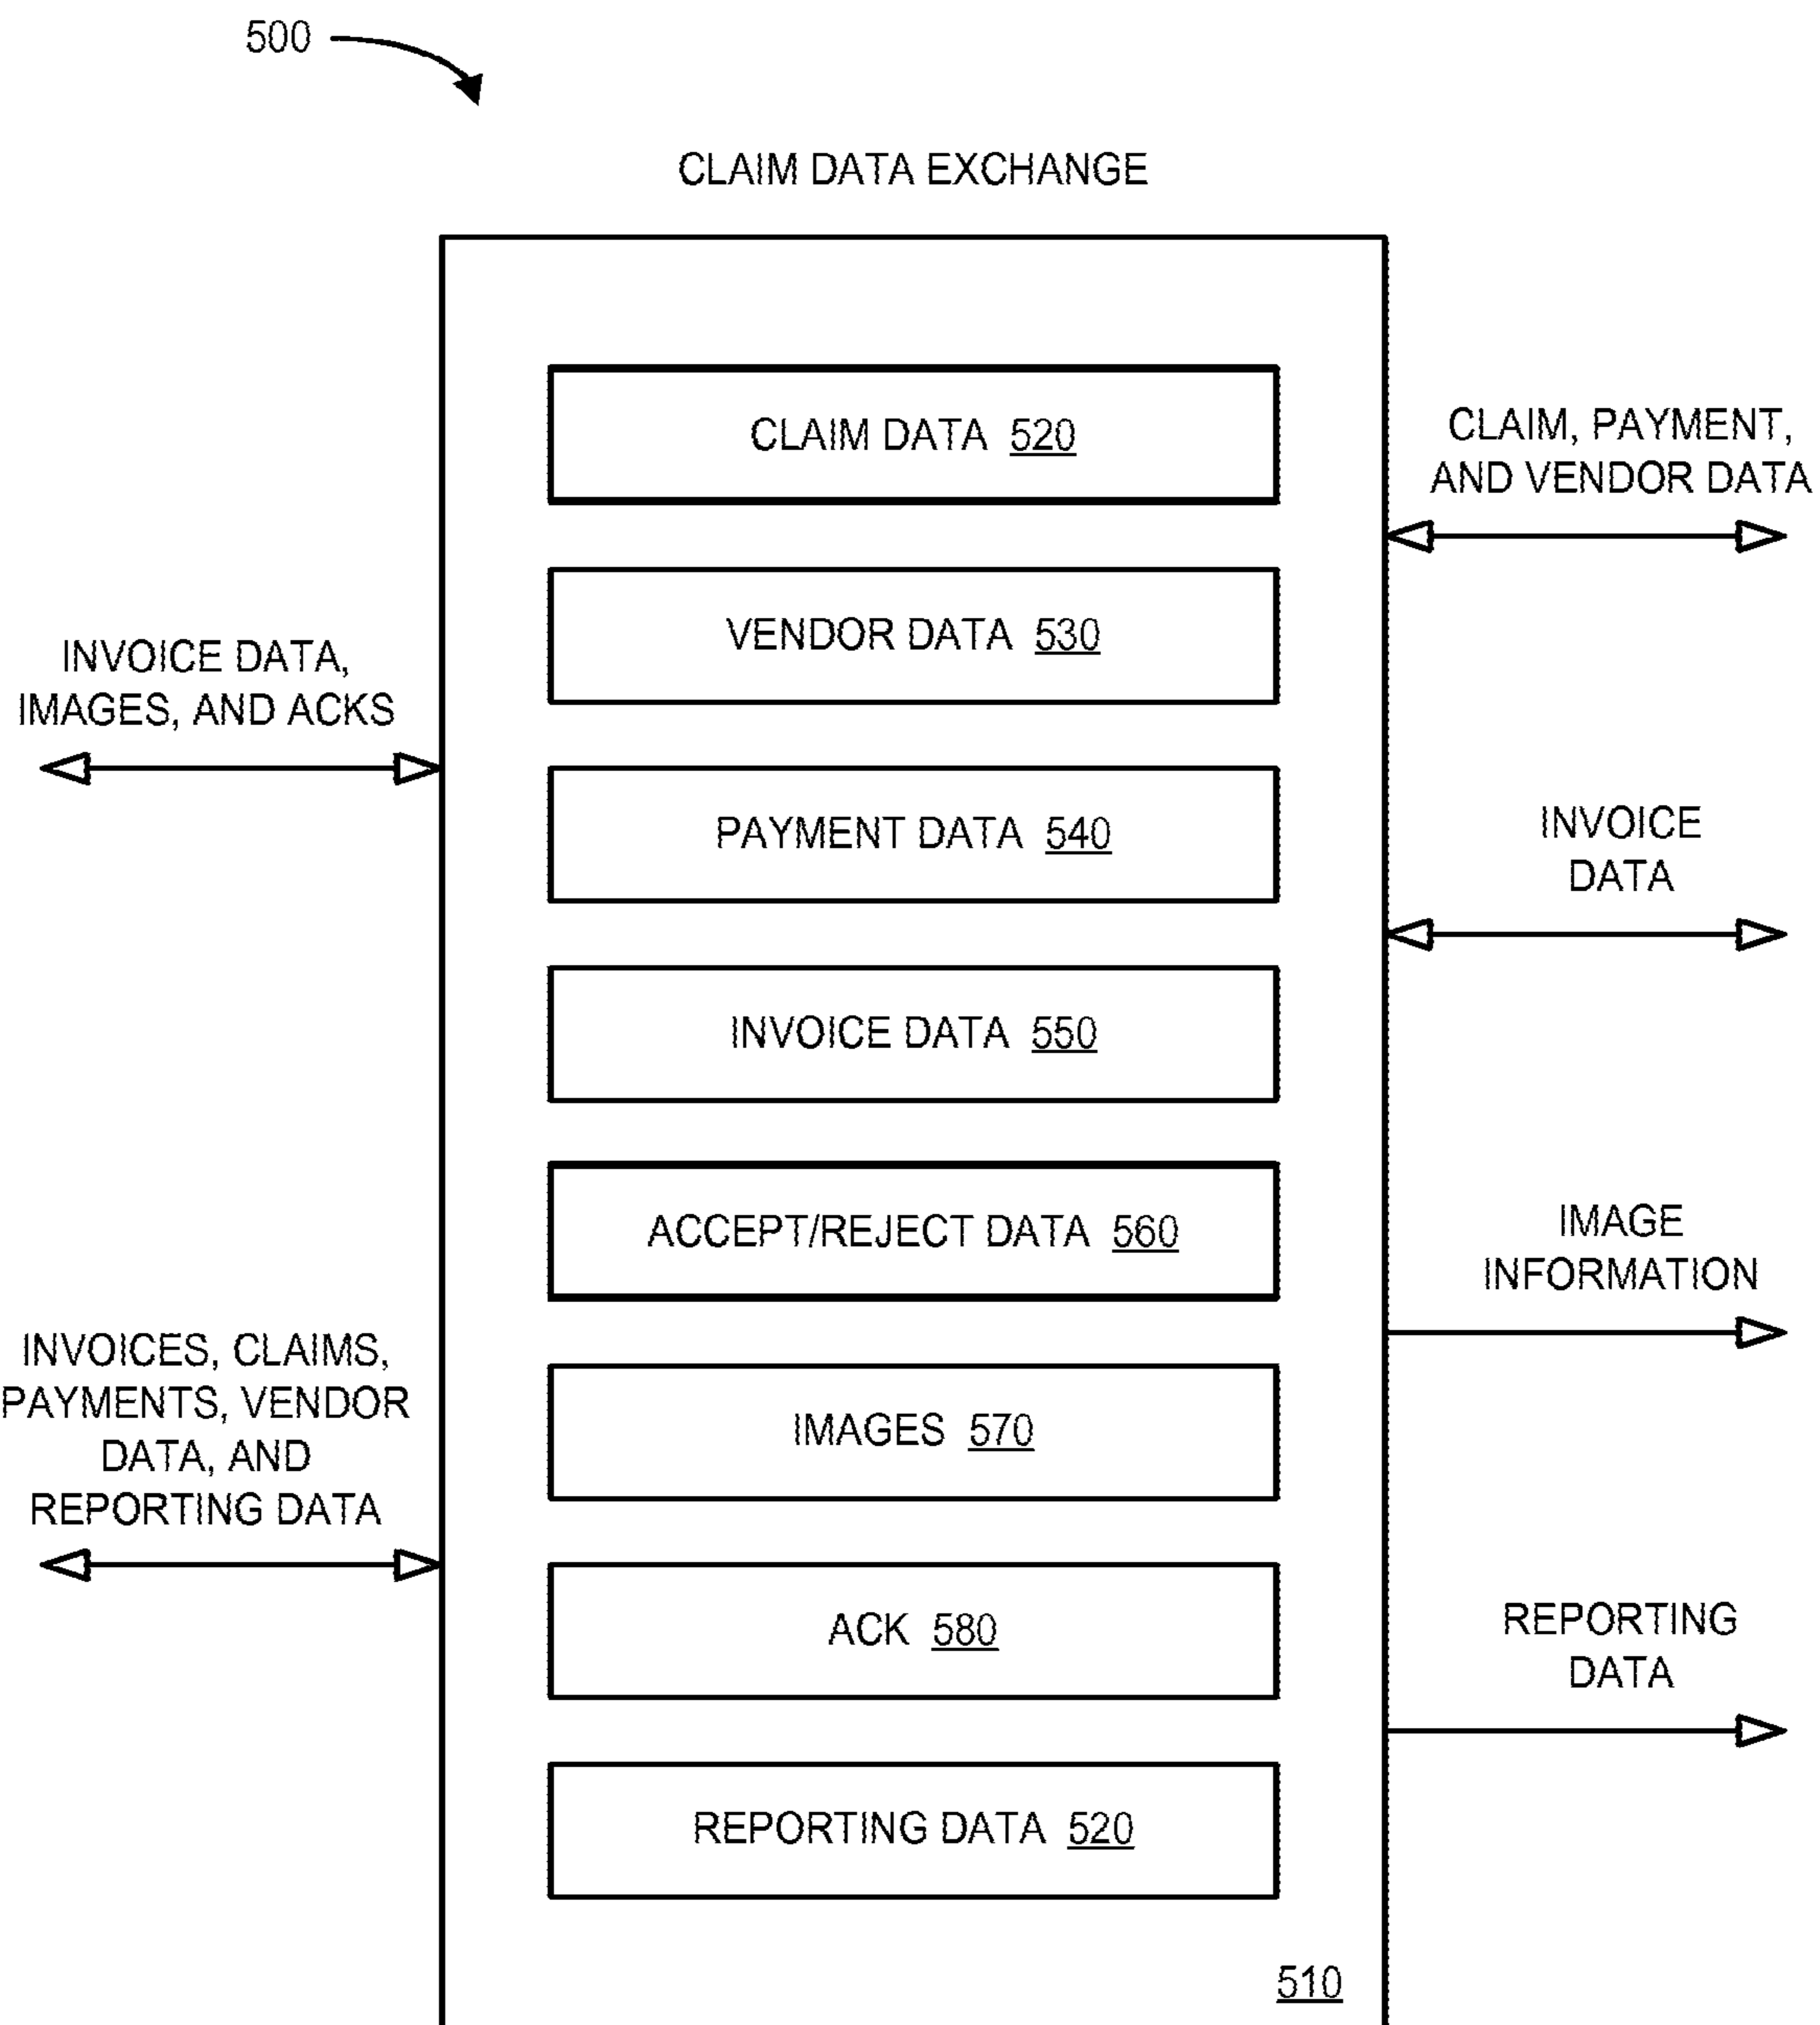 500
CLAIM DATA EXCHANGE
CLAIM DATA 520
VENDOR DATA 530
PAYMENT DATA 540
INVOICE DATA 550
ACCEPT/REJECT DATA 560
IMAGES 570
ACK 580
REPORTING DATA 520
510
INVOICE DATA,
IMAGES, AND ACKS
INVOICES, CLAIMS,
PAYMENTS, VENDOR
DATA, AND
REPORTING DATA
CLAIM, PAYMENT,
AND VENDOR DATA
INVOICE
DATA
IMAGE
INFORMATION
REPORTING
DATA